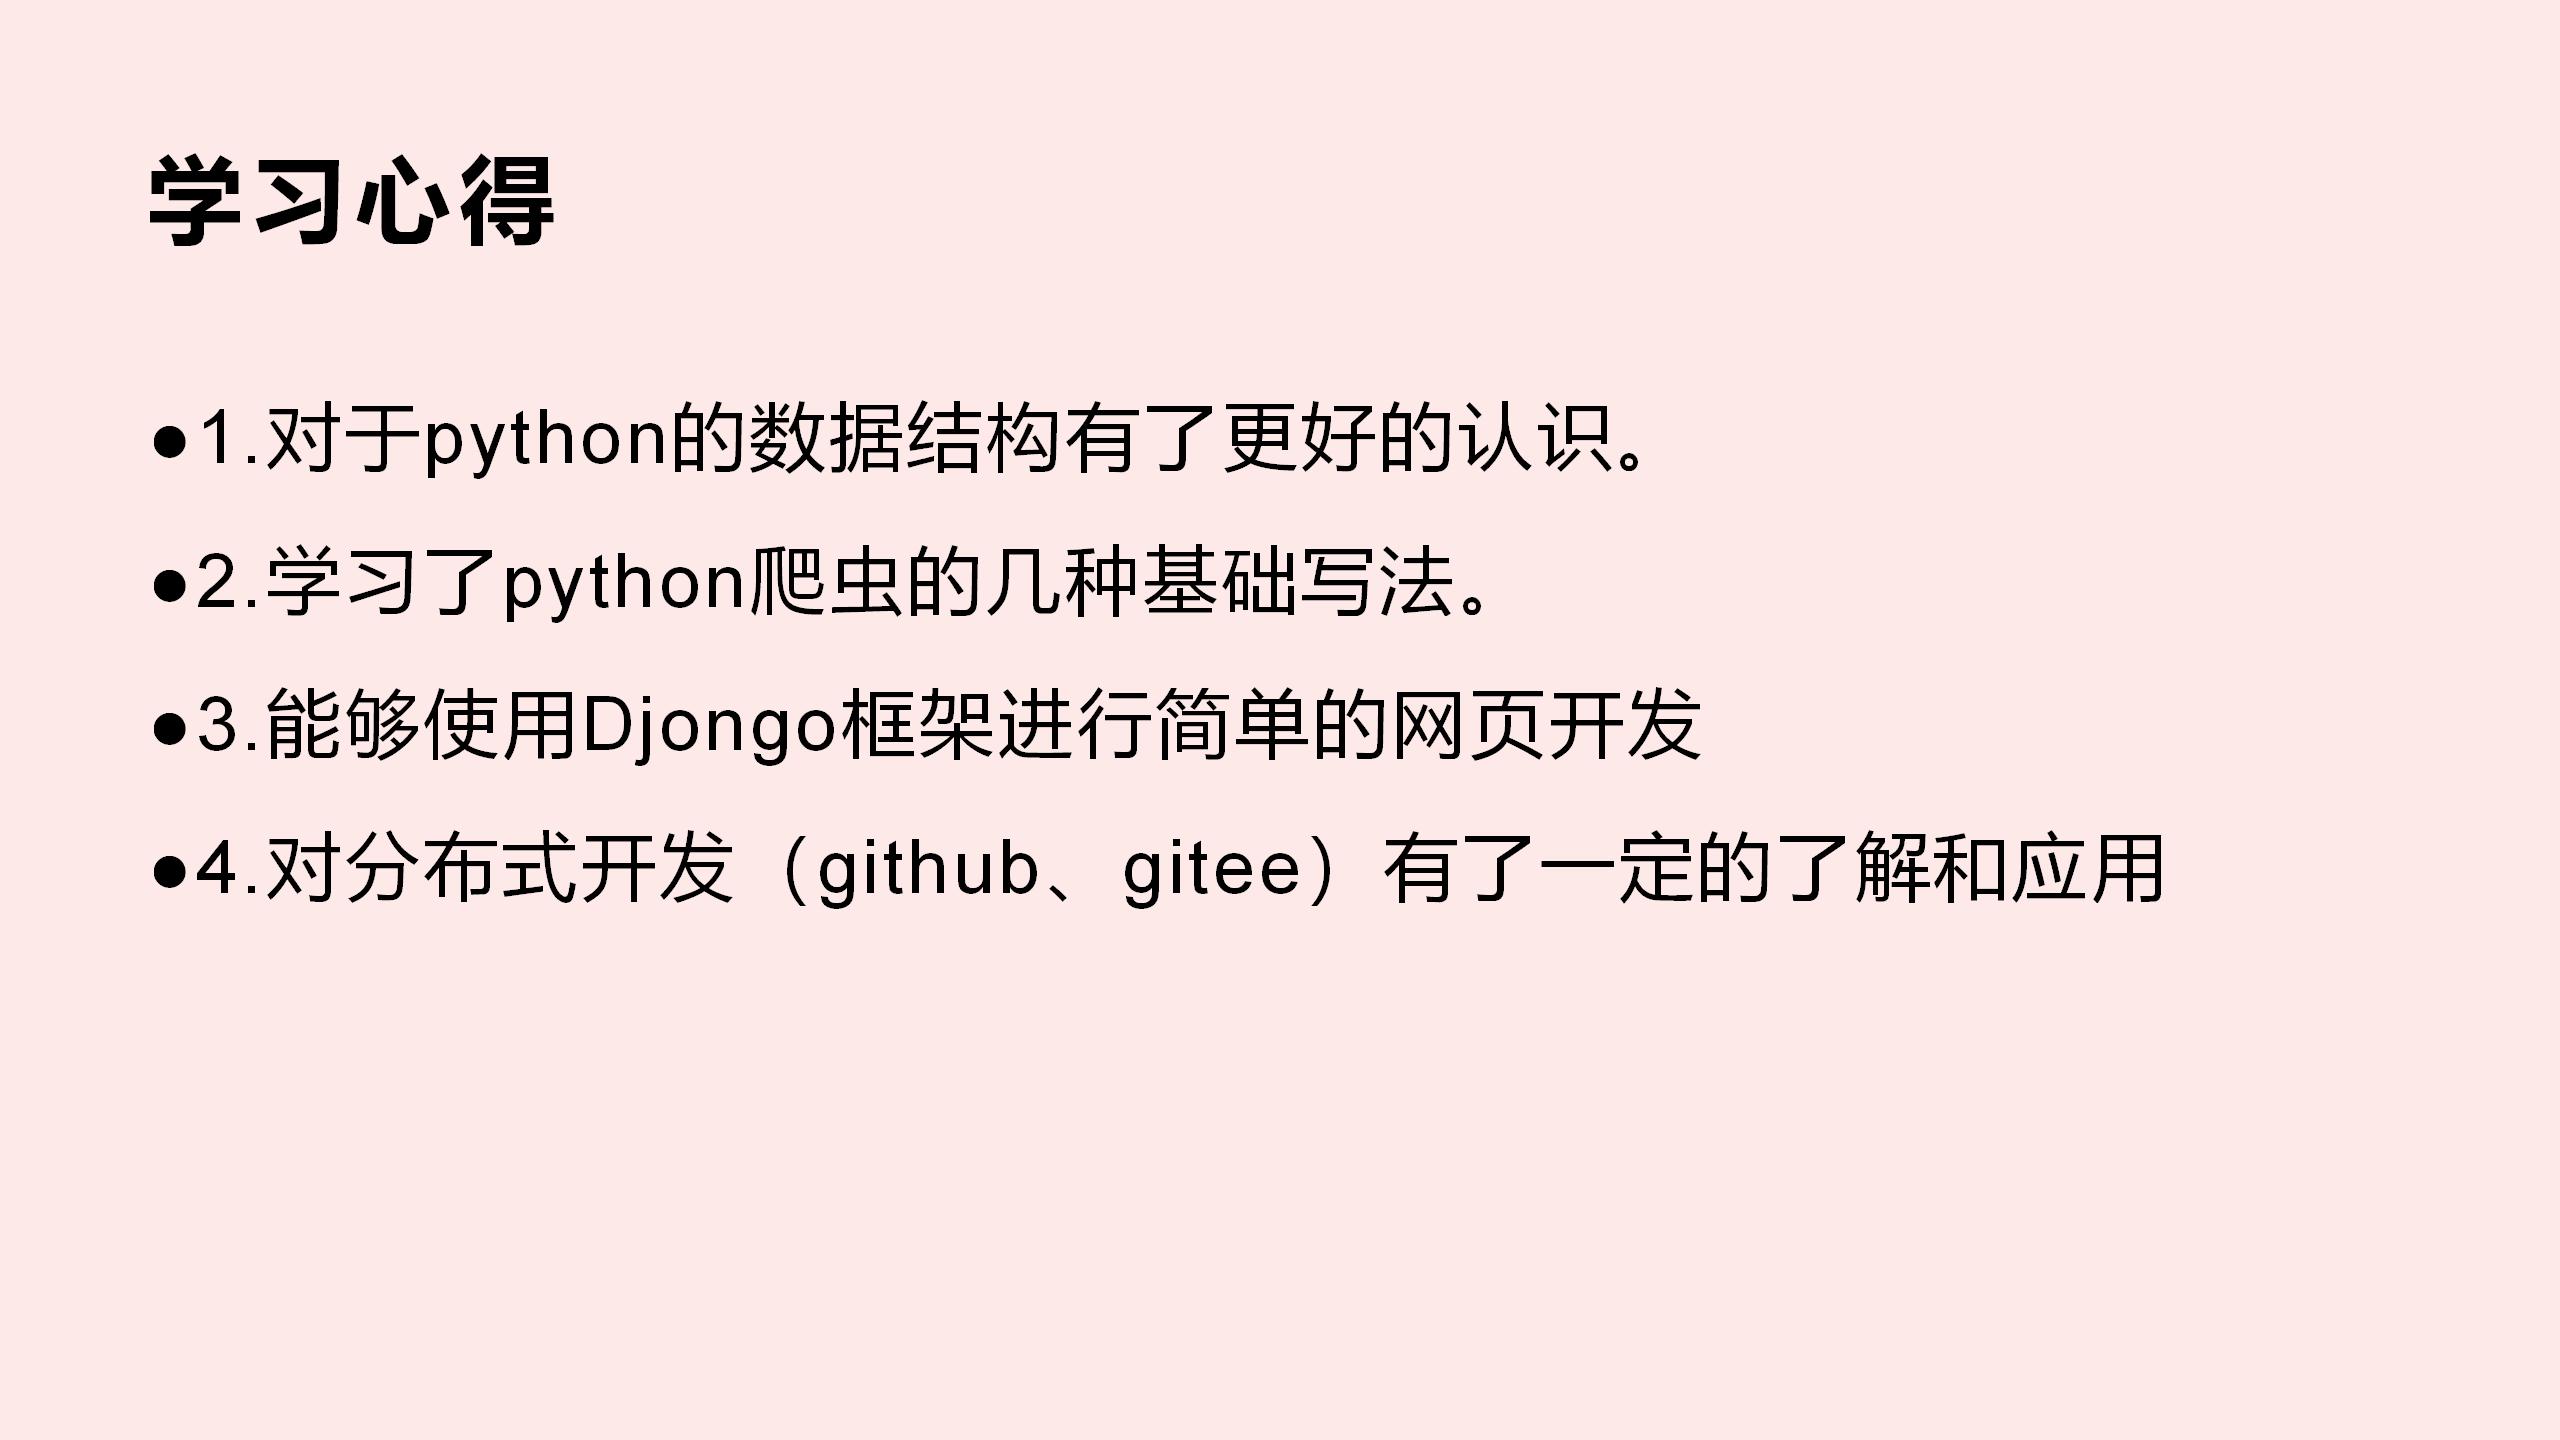 学习心得
●1.对于python的数据结构有了更好的认识。
●2.学习了python爬虫的几种基础写法。
●3.能够使用Djongo框架进行简单的网页开发
●4.对分布式开发（github、gitee）有了一定的了解和应用